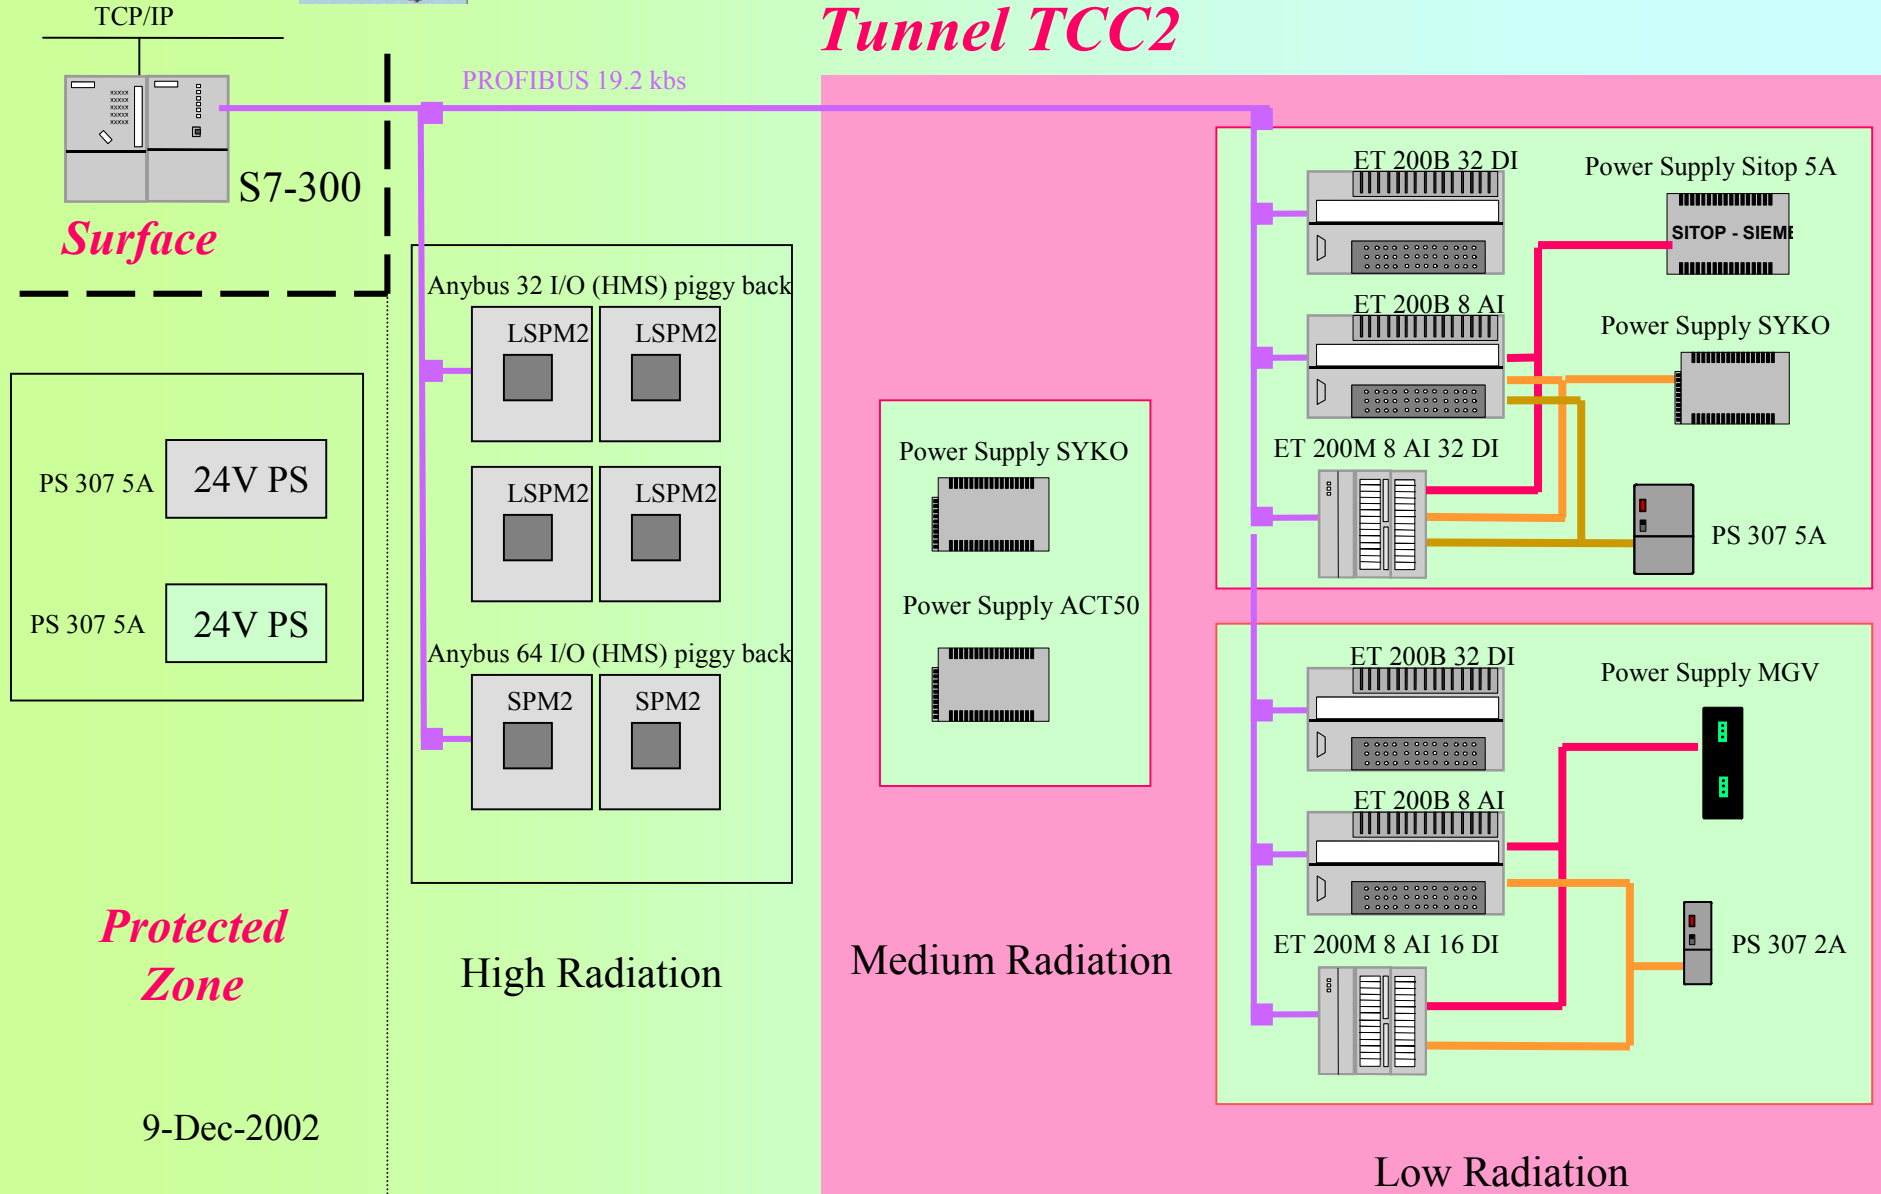 TCP/IP
Tunnel TCC2
PROFIBUS 19.2 kbs
S7-300
Surface
xxxxx
xxxxx
xxxxx
xxxxx
xxxxx
Anybus 32 I/O (HMS) piggy back
LSPM2
LSPM2
LSPM2
LSPM2
Anybus 64 I/O (HMS) piggy back
SPM2
SPM2
PS 307 5A
24V PS
PS 307 5A
24V PS
Protected
Zone
9-Dec-2002
High Radiation
Power Supply SYKO
Power Supply ACT50
Medium Radiation
ET 200B 32 DI
Power Supply Sitop 5A
SITOP - SIEME
ET 200B 8 AI
Power Supply SYKO
ET 200M 8 AI 32 DI
PS 307 5A
ET 200B 32 DI
Power Supply MGV
ET 200B 8 AI
ET 200M 8 AI 16 DI
PS 307 2A
Low Radiation